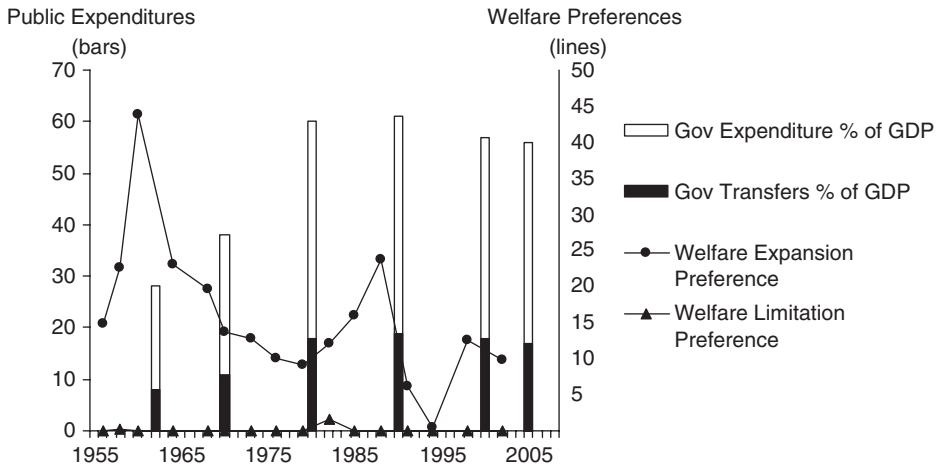 Public Expenditures
(bars)
Welfare Preferences
(lines)
70
60
50
40
30
20
10
0
50
45
40
35
30
25
20
15
10
5
1955
1965
1975
1985
1995
2005
Gov Expenditure % of GDP
Gov Transfers % of GDP
Welfare Expansion
Preference
Welfare Limitation
Preference